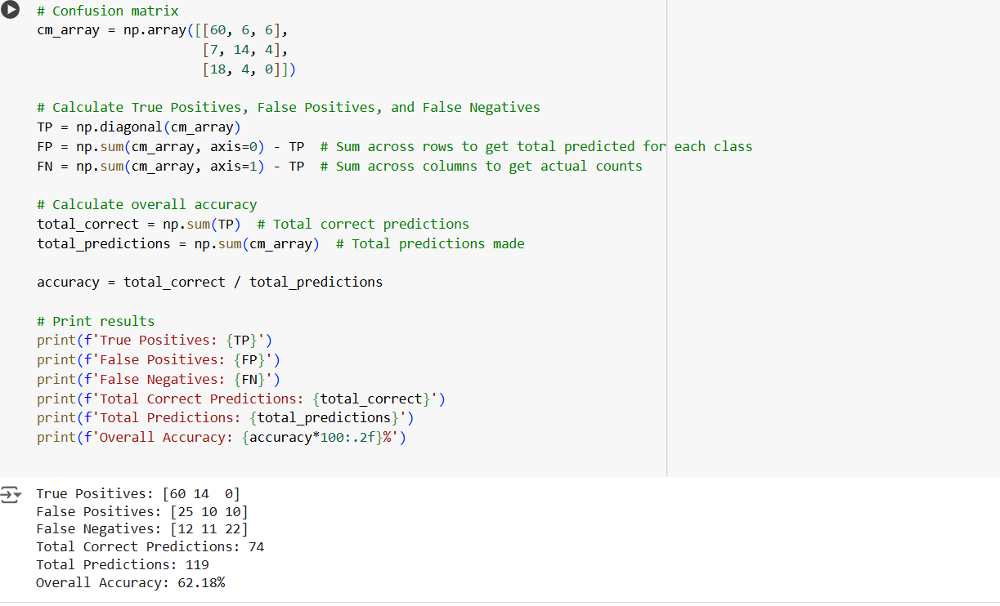 # Confusion matrix
cm_array = np.array([[60, 6, 6],
                     [7, 14, 4],
                     [18, 4, 0]])
# Calculate True Positives, False Positives, and False Negatives
TP = np.diagonal(cm_array)
FP = np.sum(cm_array, axis=0) - TP  # Sum across rows to get total predicted for each class
FN = np.sum(cm_array, axis=1) - TP  # Sum across columns to get actual counts
# Calculate overall accuracy
total_correct = np.sum(TP)  # Total correct predictions
total_predictions = np.sum(cm_array)  # Total predictions made
accuracy = total_correct / total_predictions
# Print results
print(f'True Positives: {TP}')
print(f'False Positives: {FP}')
print(f'False Negatives: {FN}')
print(f'Total Correct Predictions: {total_correct}')
print(f'Total Predictions: {total_predictions}')
print(f'Overall Accuracy: {accuracy*100:.2f}%')
True Positives: [60 14  0]
False Positives: [25 10 10]
False Negatives: [12 11 22]
Total Correct Predictions: 74
Total Predictions: 119
Overall Accuracy: 62.18%